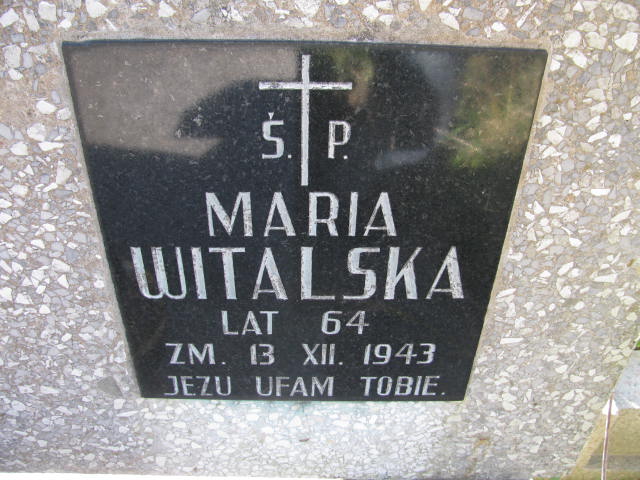 Ś. P.
MARIA
WITALSKA
LAT 64
ZM. 13 XII. 1943
JEZU UFAM TOBIE.